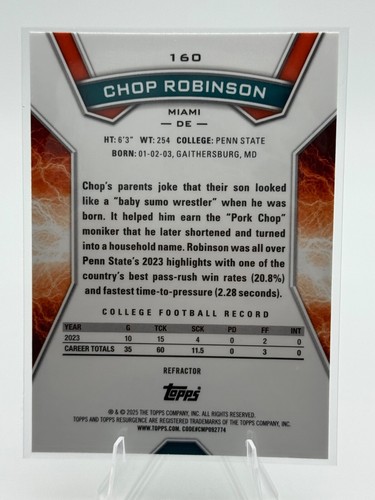 160
CHOP ROBINSON
MIAMI
— DE —
HT: 6'3" WT: 254 COLLEGE: PENN STATE
BORN: 01-02-03, GAITHERSBURG, MD
Chop's parents joke that their son looked
like a "baby sumo wrestler" when he was
born. It helped him earn the "Pork Chop"
moniker that he later shortened and turned
into a household name. Robinson was all over
Penn State's 2023 highlights with one of the
country's best pass-rush win rates (20.8%)
and fastest time-to-pressure (2.28 seconds).
COLLEGE FOOTBALL RECORD
YEAR G TCK SCK PD FF INT
2023 10 15 4 0 2 0
CAREER TOTALS 35 60 11.5 0 3 0
REFRACTOR
Topps
® & © 2025 THE TOPPS COMPANY, INC. ALL RIGHTS RESERVED.
TOPPS AND TOPPS RESURGENCE ARE REGISTERED TRADEMARKS OF THE TOPPS COMPANY, INC.
WWW.TOPPS.COM. CODE#CMP092774